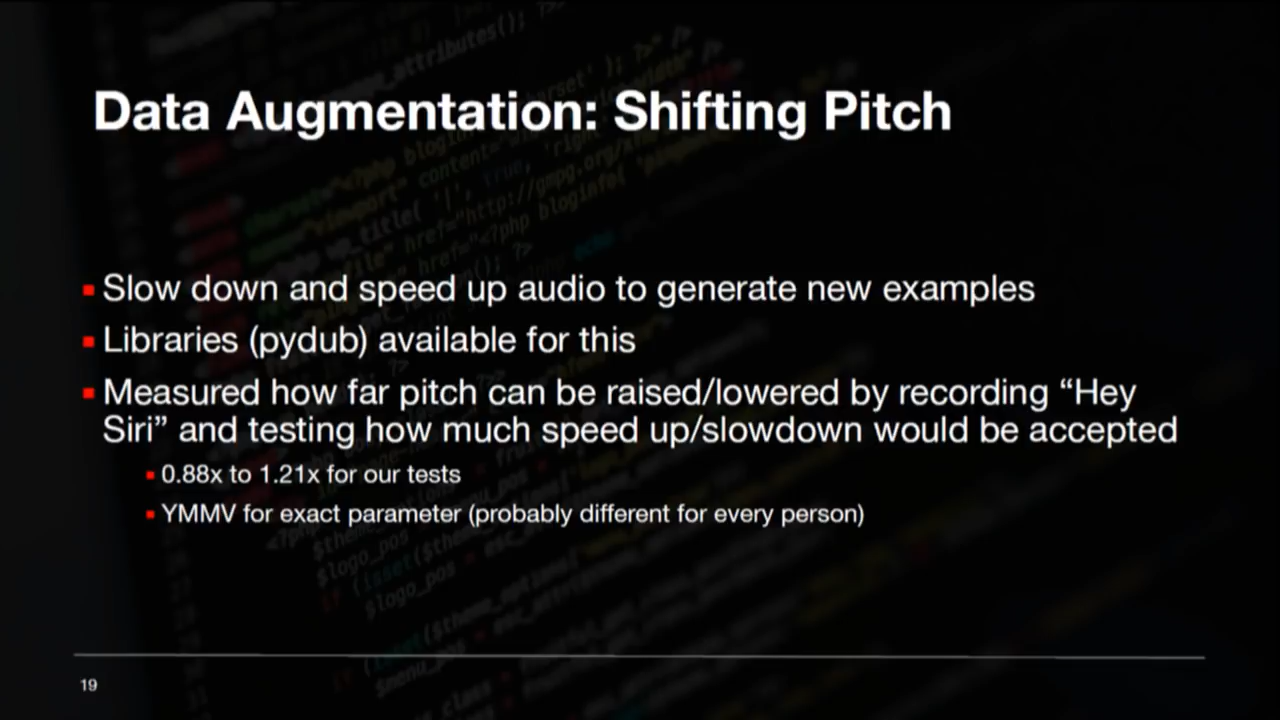 Data Augmentation: Shifting Pitch
Slow down and speed up audio to generate new examples
Libraries (pydub) available for this
Measured how far pitch can be raised/lowered by recording “Hey
Siri” and testing how much speed up/slowdown would be accepted
0.88x to 1.21x for our tests
YMMV for exact parameter (probably different for every person)
19